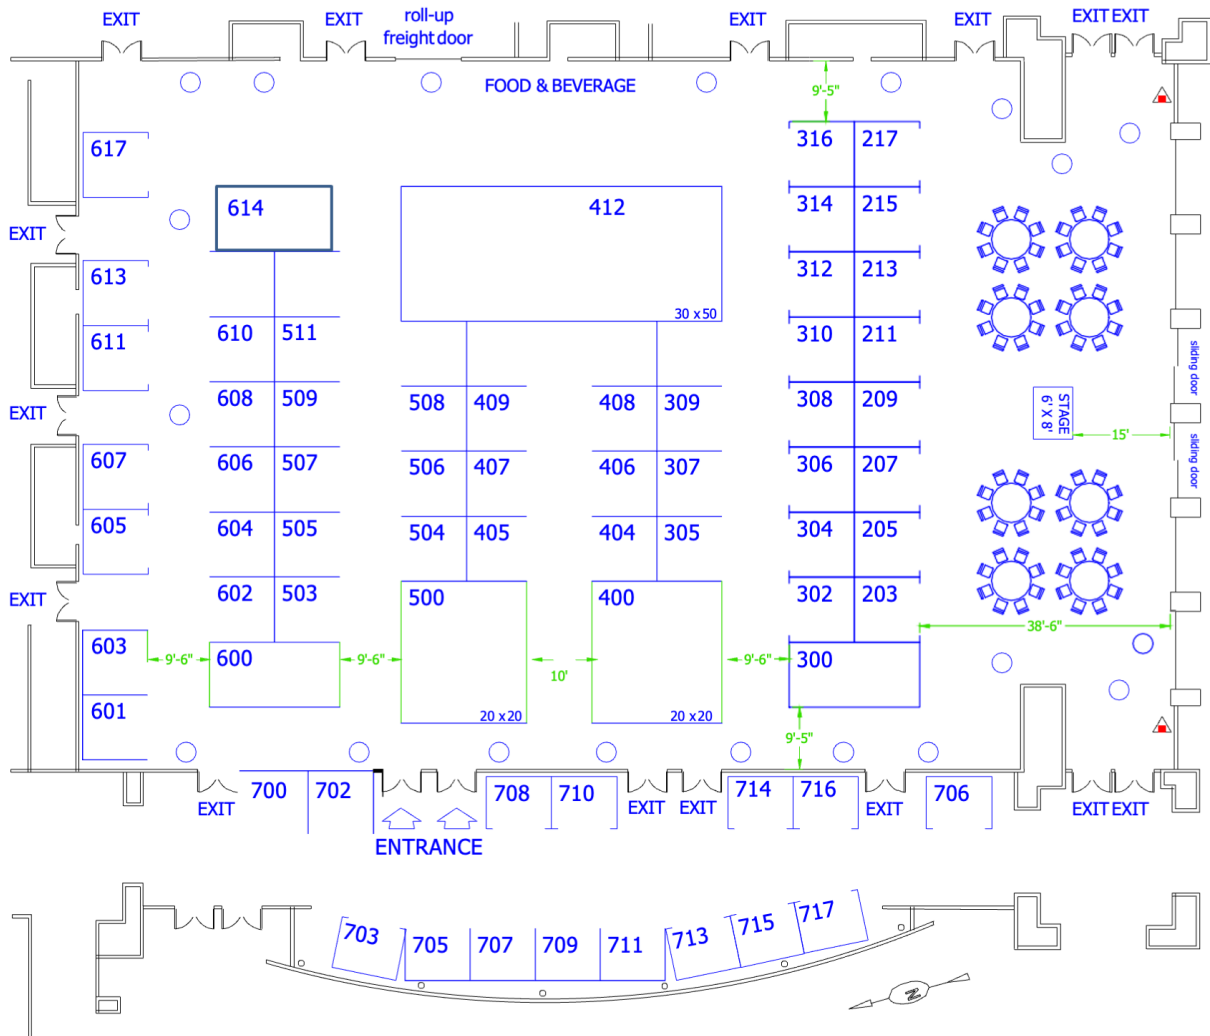 EXIT
EXIT
roll-up
freight door
EXIT
EXIT
EXIT EXIT
FOOD & BEVERAGE
9'-5"
617
316 217
614
412
314 215
EXIT
613
312 213
30 x 50
611
610 511
310 211
sliding door
608 509
508 409
408 309
308 209
STAGE
6' X 8'
EXIT
15'
sliding door
607
606 507
506 407
406 307
306 207
605
604 505
504 405
404 305
304 205
EXIT
602 503
500
400
302 203
38'-6"
603
9'-6"
600
9'-6"
10'
9'-6"
300
601
20 x 20
20 x 20
9'-5"
EXIT
700 702
708 710
EXIT EXIT
714 716
EXIT
706
EXIT EXIT
ENTRANCE
703 705 707 709 711 713 715 717
N